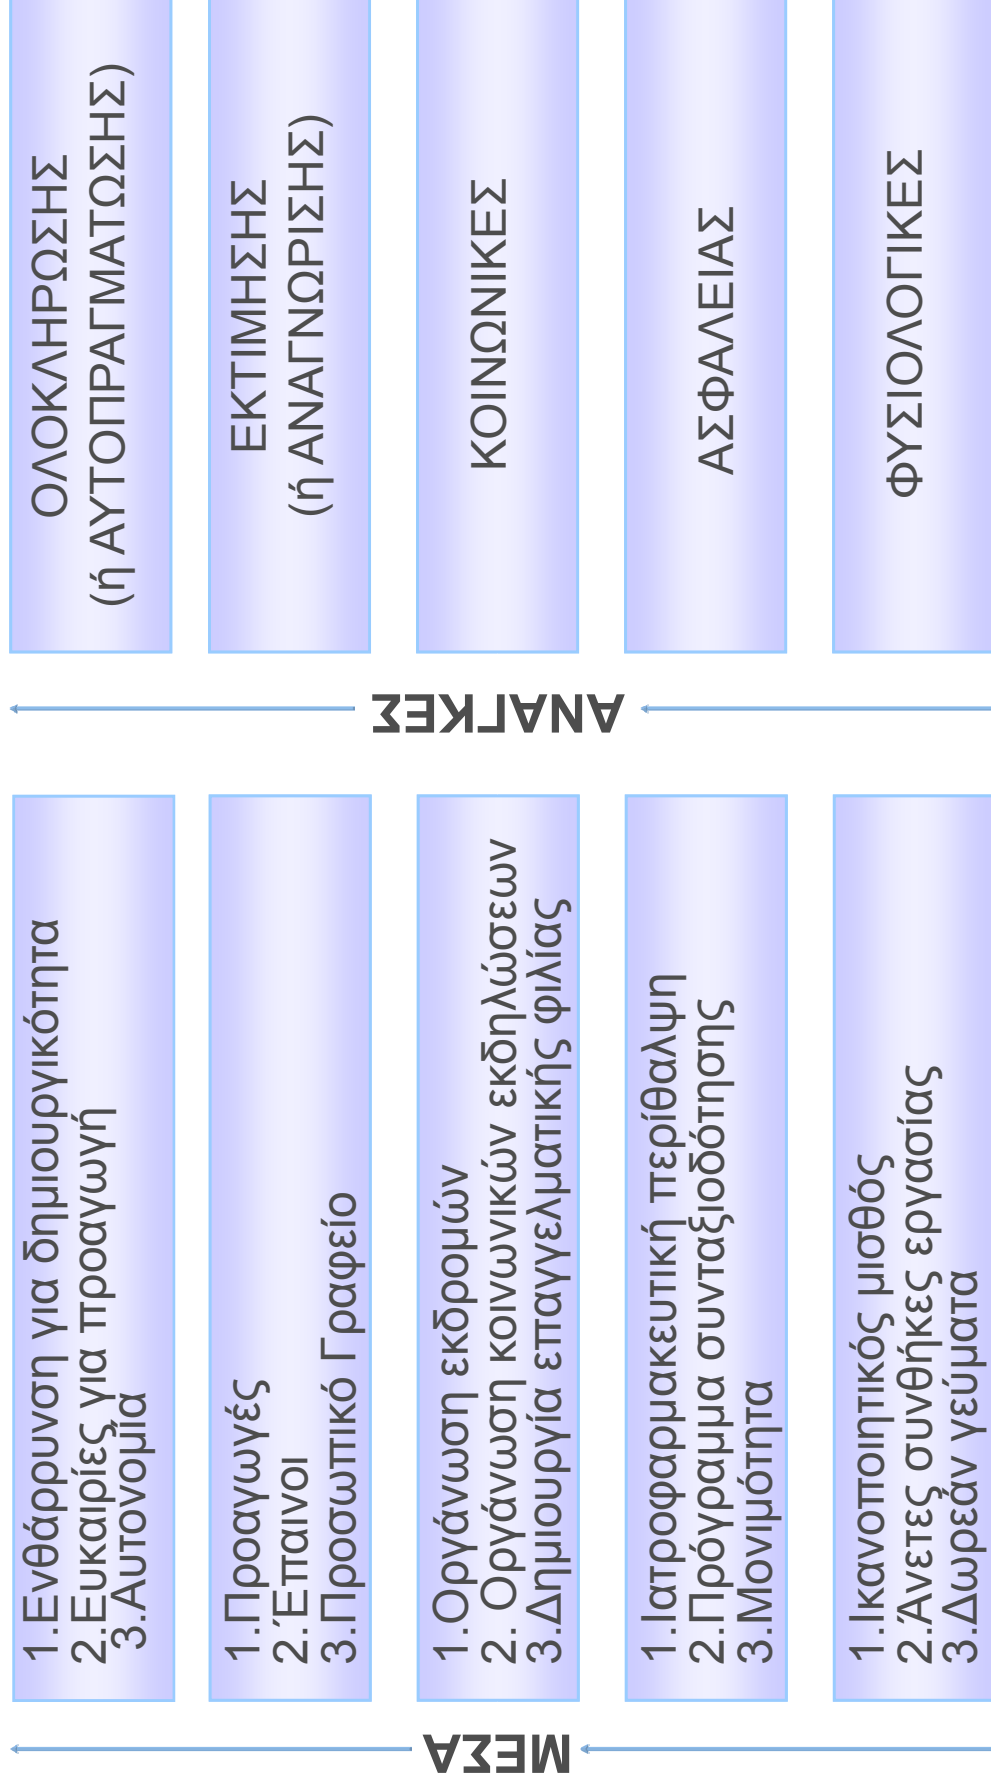 ΜΕΣΑ
1.Ενθάρρυνση για δημιουργικότητα
2.Ευκαιρίες για προαγωγή
3.Αυτονομία
1.Προαγωγές
2.Έπαινοι
3.Προσωπικό Γραφείο
1.Οργάνωση εκδρομών
2. Οργάνωση κοινωνικών εκδηλώσεων
3.Δημιουργία επαγγελματικής φιλίας
1.Ιατροφαρμακευτική περίθαλψη
2.Πρόγραμμα συνταξιοδότησης
3.Μονιμότητα
1.Ικανοποιητικός μισθός
2.Άνετες συνθήκες εργασίας
3.Δωρεάν γεύματα
ΑΝΑΓΚΕΣ
ΟΛΟΚΛΗΡΩΣΗΣ
(ή ΑΥΤΟΠΡΑΓΜΑΤΩΣΗΣ)
ΕΚΤΙΜΗΣΗΣ
(ή ΑΝΑΓΝΩΡΙΣΗΣ)
ΚΟΙΝΩΝΙΚΕΣ
ΑΣΦΑΛΕΙΑΣ
ΦΥΣΙΟΛΟΓΙΚΕΣ